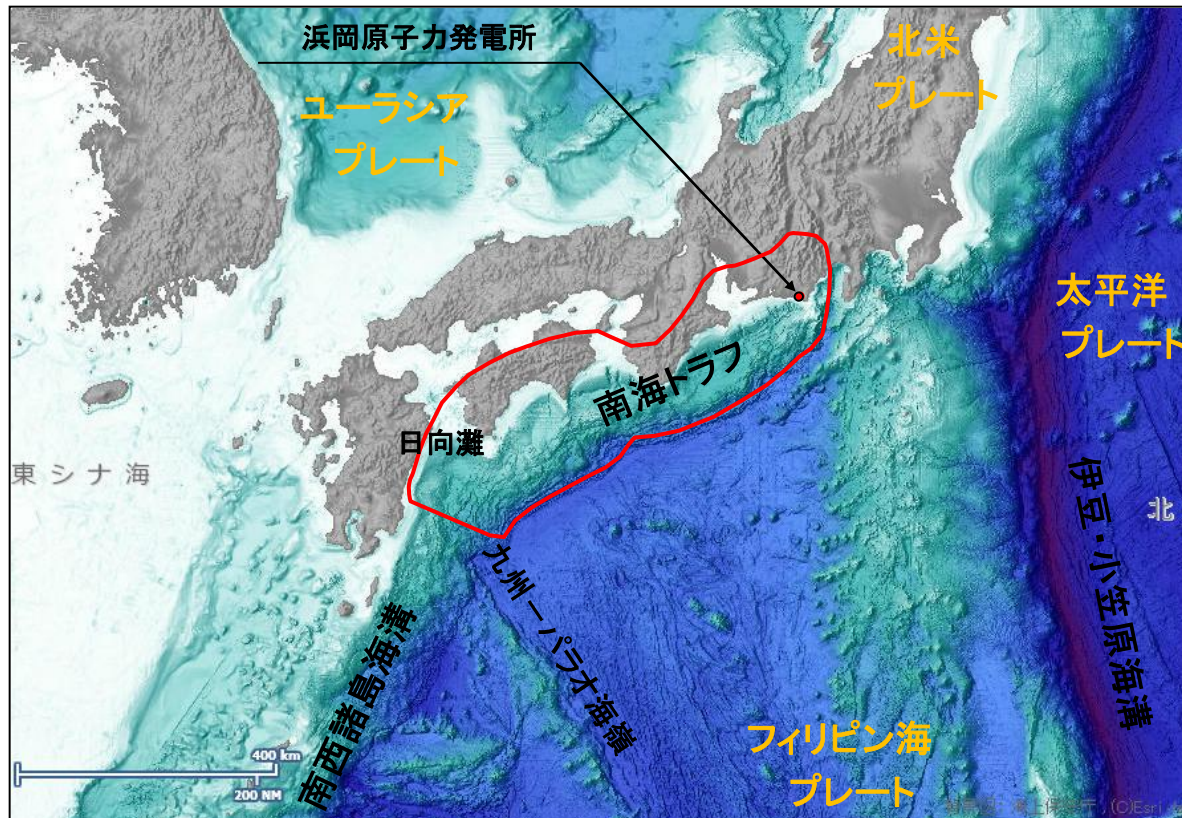 浜岡原子力発電所
北米
プレート
ユーラシア
プレート
太平洋
プレート
南海トラフ
日向灘
東シナ海
伊豆・小笠原海溝
北
九州ーパラオ海嶺
南西諸島海溝
フィリピン海
プレート
400 km
200 NM
(C)Esri